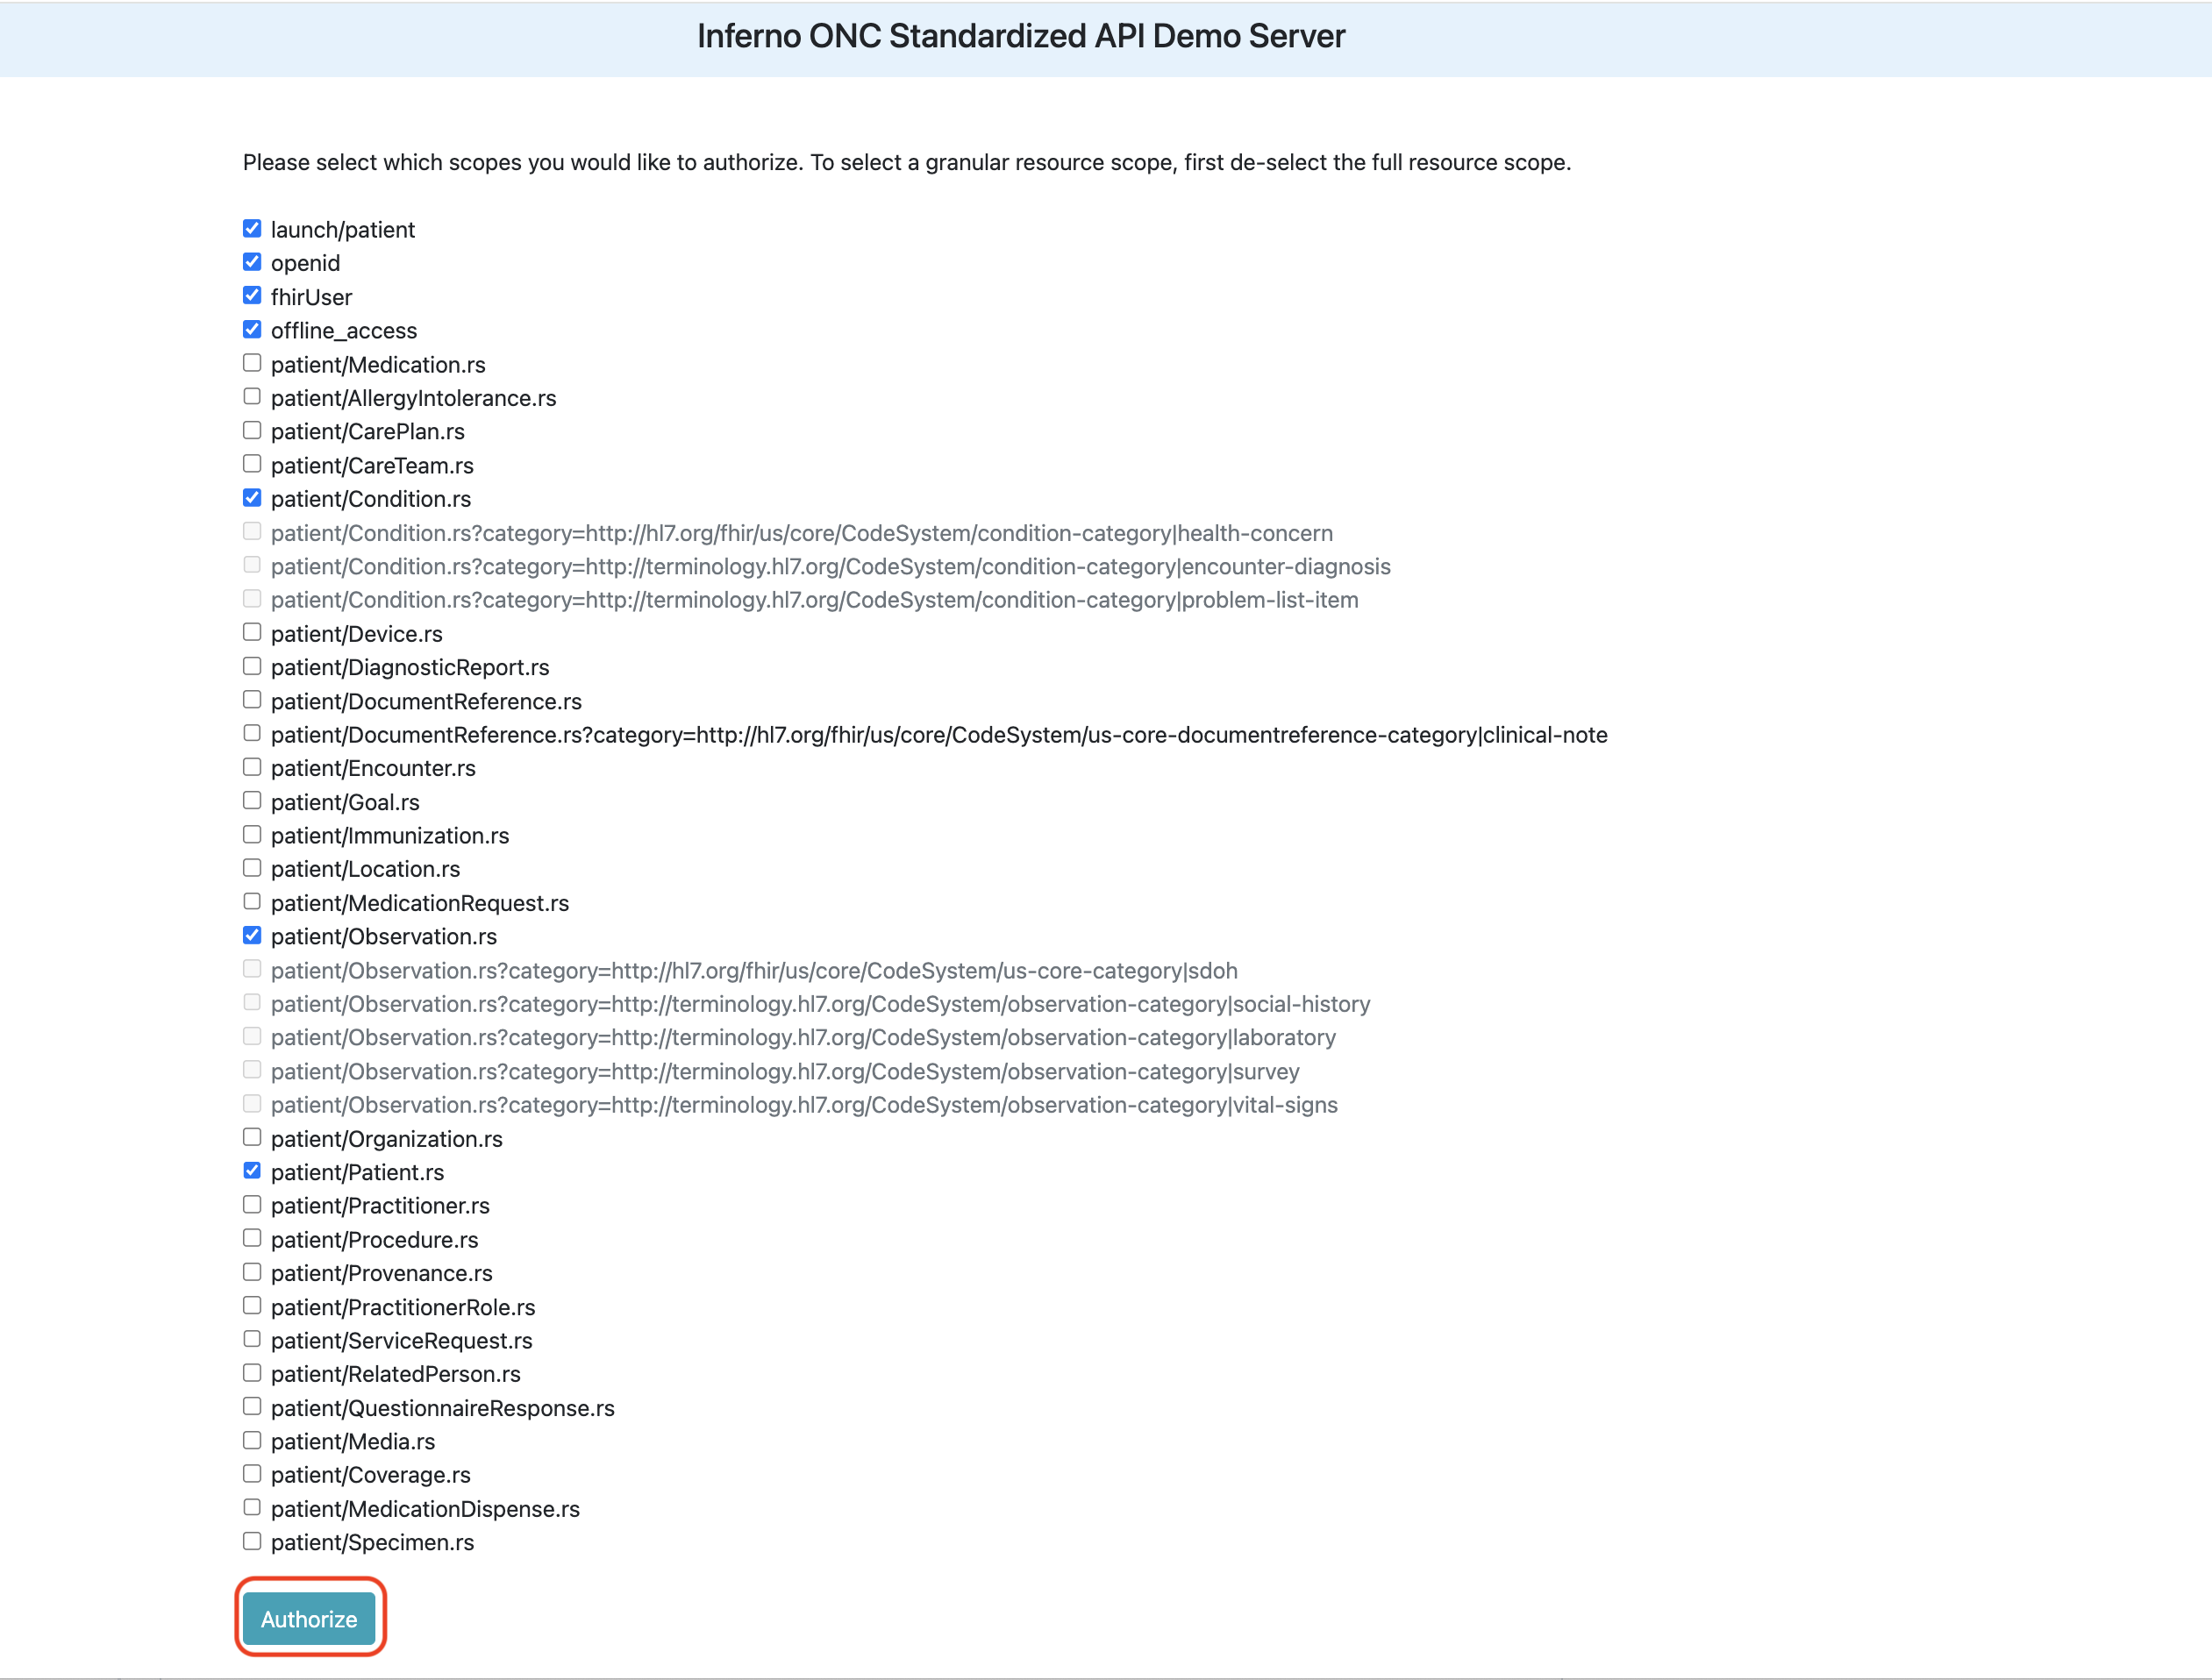 Inferno ONC Standardized API Demo Server
Please select which scopes you would like to authorize. To select a granular resource scope, first de-select the full resource scope.
launch/patient
openid
fhirUser
offline_access
patient/Medication.rs
patient/AllergyIntolerance.rs
patient/CarePlan.rs
patient/CareTeam.rs
patient/Condition.rs
patient/Condition.rs?category=http://hl7.org/fhir/us/core/CodeSystem/condition-category|health-concern
patient/Condition.rs?category=http://terminology.hl7.org/CodeSystem/condition-category|encounter-diagnosis
patient/Condition.rs?category=http://terminology.hl7.org/CodeSystem/condition-category|problem-list-item
patient/Device.rs
patient/DiagnosticReport.rs
patient/DocumentReference.rs
patient/DocumentReference.rs?category=http://hl7.org/fhir/us/core/CodeSystem/us-core-documentreference-category|clinical-note
patient/Encounter.rs
patient/Goal.rs
patient/Immunization.rs
patient/Location.rs
patient/MedicationRequest.rs
patient/Observation.rs
patient/Observation.rs?category=http://hl7.org/fhir/us/core/CodeSystem/us-core-category|sdoh
patient/Observation.rs?category=http://terminology.hl7.org/CodeSystem/observation-category|social-history
patient/Observation.rs?category=http://terminology.hl7.org/CodeSystem/observation-category|laboratory
patient/Observation.rs?category=http://terminology.hl7.org/CodeSystem/observation-category|survey
patient/Observation.rs?category=http://terminology.hl7.org/CodeSystem/observation-category|vital-signs
patient/Organization.rs
patient/Patient.rs
patient/Practitioner.rs
patient/Procedure.rs
patient/Provenance.rs
patient/PractitionerRole.rs
patient/ServiceRequest.rs
patient/RelatedPerson.rs
patient/QuestionnaireResponse.rs
patient/Media.rs
patient/Coverage.rs
patient/MedicationDispense.rs
patient/Specimen.rs
Authorize